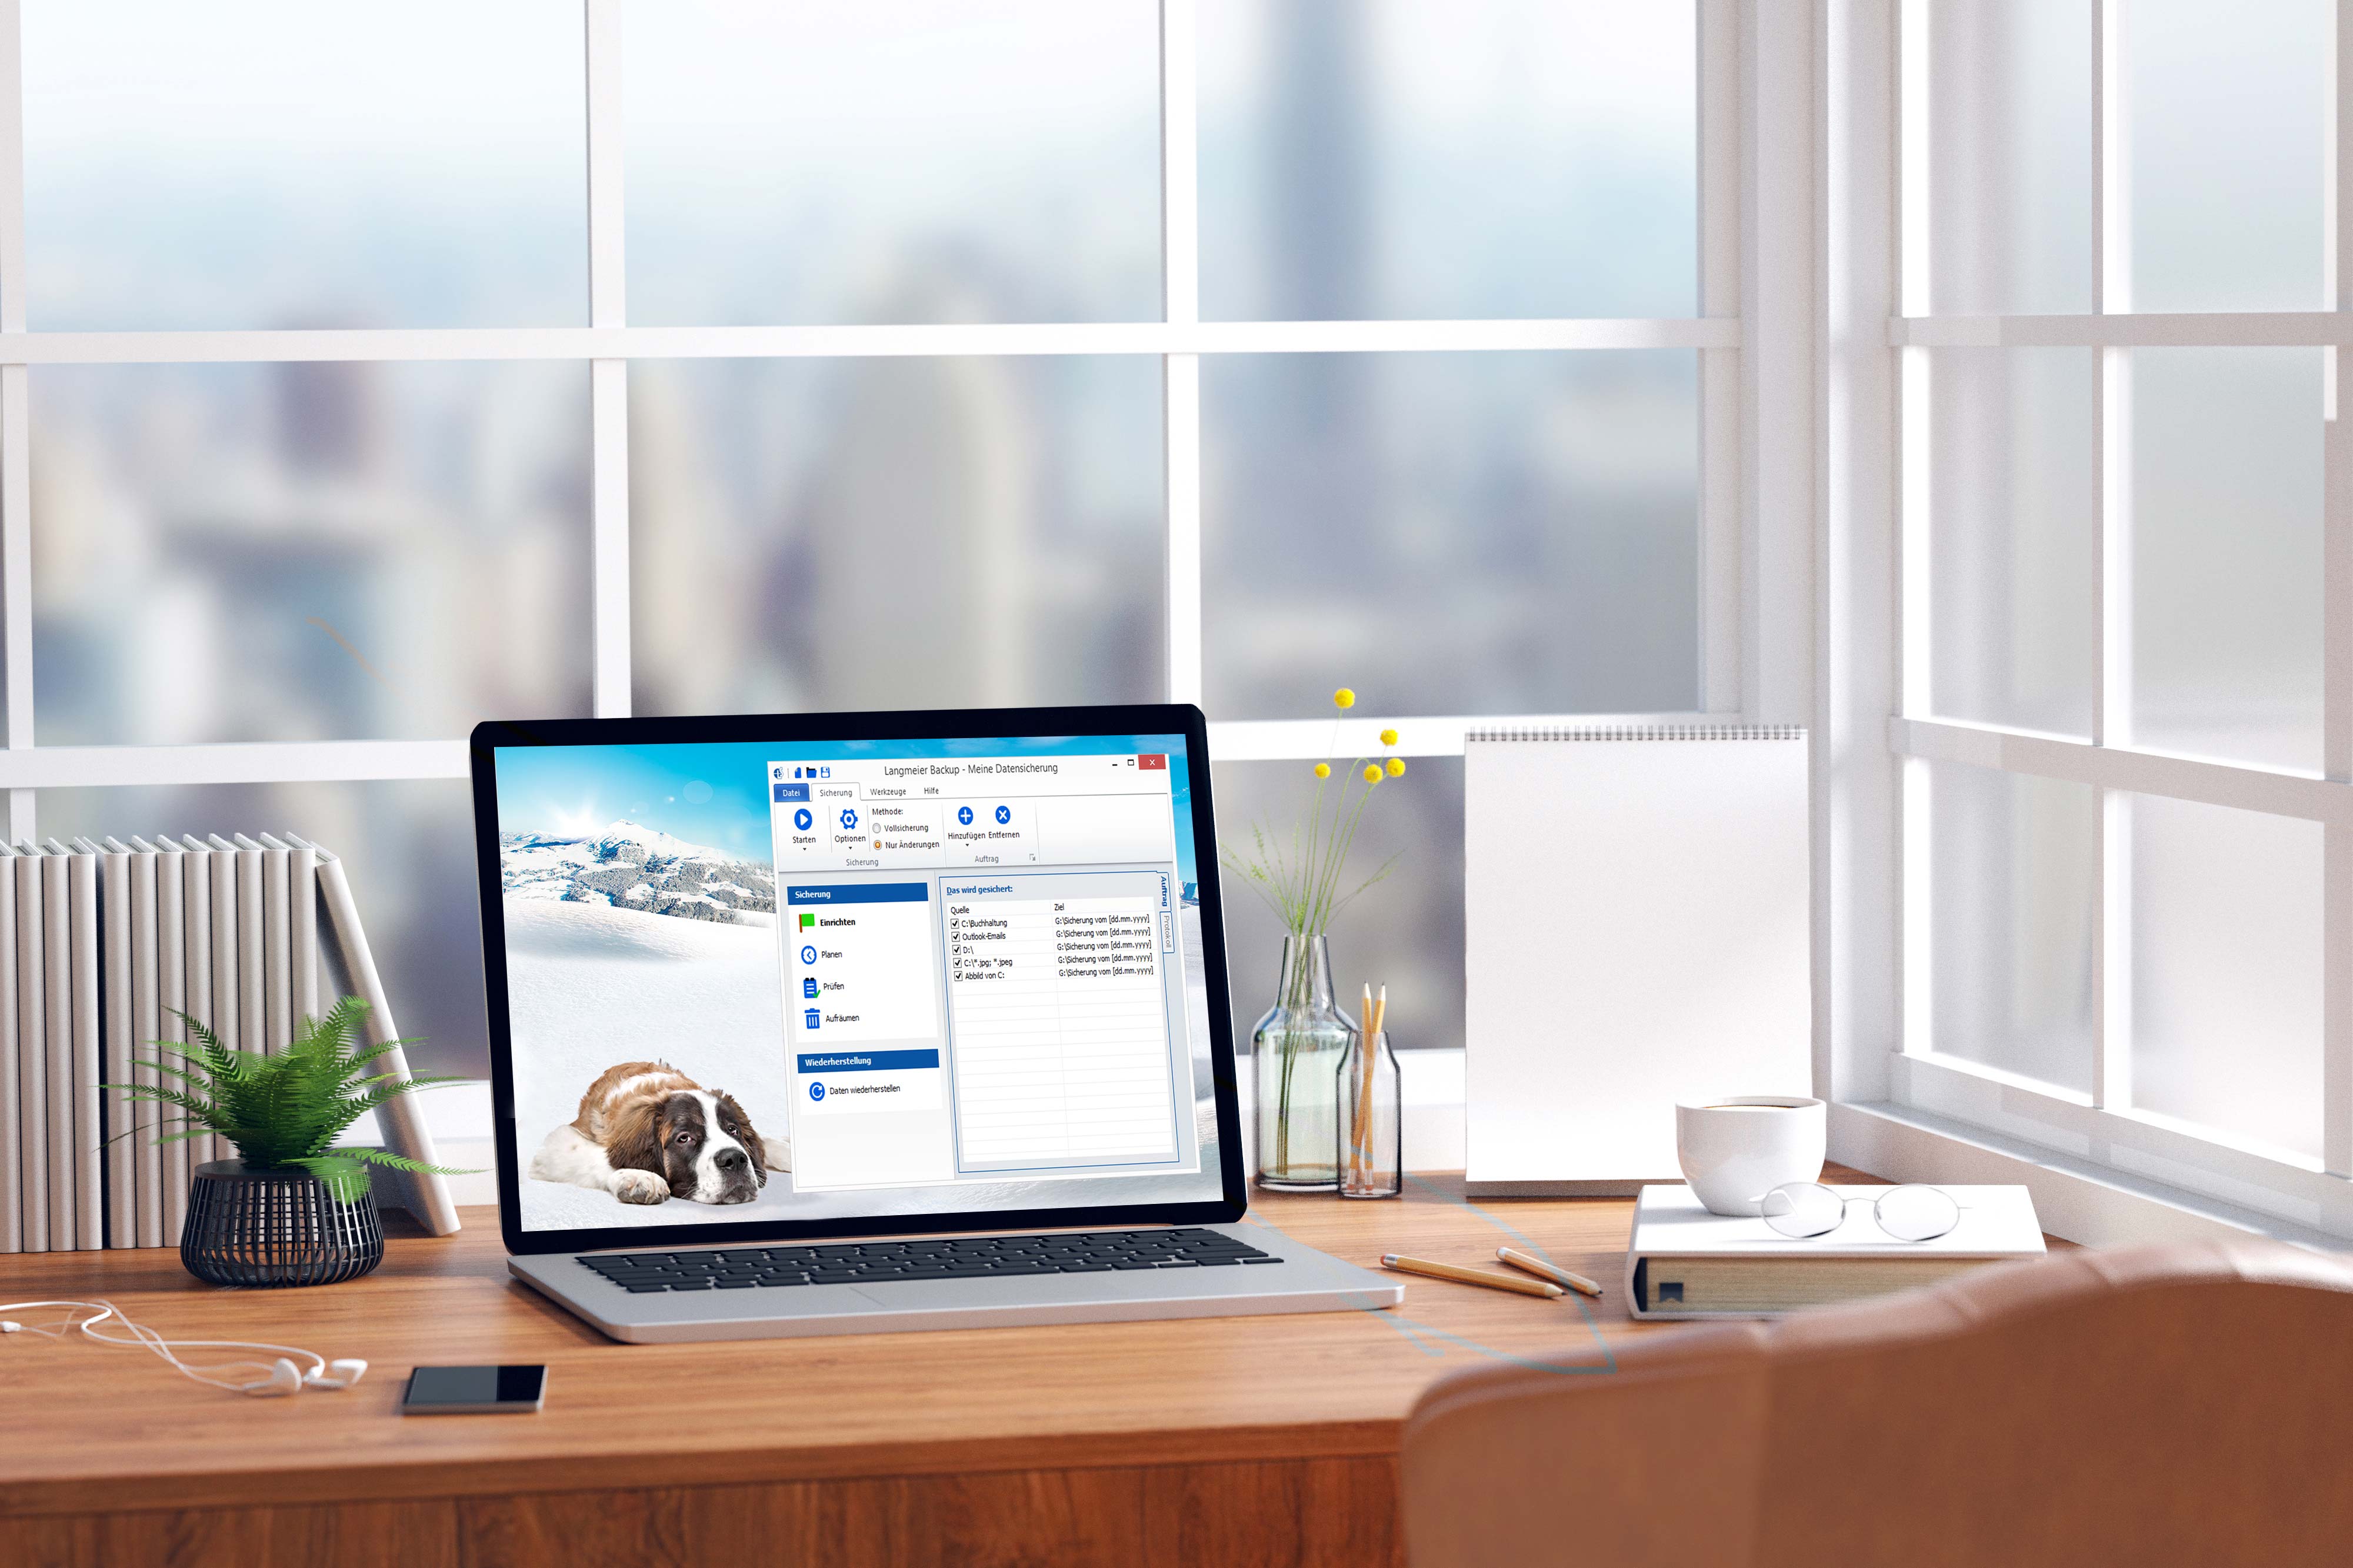 Langmeier Backup - Meine Datensicherung
Datei Sicherung Werkzeuge Hilfe
Starten
Optionen
Methode:
Vollsicherung
Nur Änderungen
Sicherung
Hinzufügen Entfernen
Auftrag
Sicherung
Einrichten
Planen
Prüfen
Aufräumen
Wiederherstellung
Daten wiederherstellen
Das wird gesichert:
Quelle Ziel
C:\Buchhaltung G:\Sicherung vom [dd.mm.yyyy]
Outlook-Emails G:\Sicherung vom [dd.mm.yyyy]
D:\ G:\Sicherung vom [dd.mm.yyyy]
C:\*.jpg; *.jpeg G:\Sicherung vom [dd.mm.yyyy]
Abbild von C: G:\Sicherung vom [dd.mm.yyyy]
Auftrag
Protokoll